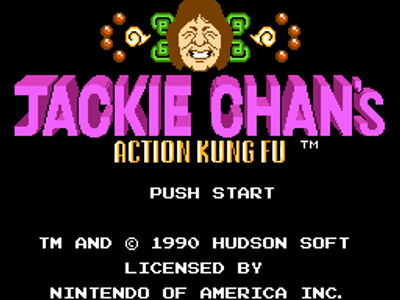 JACKIE CHAN's
ACTION KUNG FU ™
PUSH START
TM AND © 1990 HUDSON SOFT
LICENSED BY
NINTENDO OF AMERICA INC.